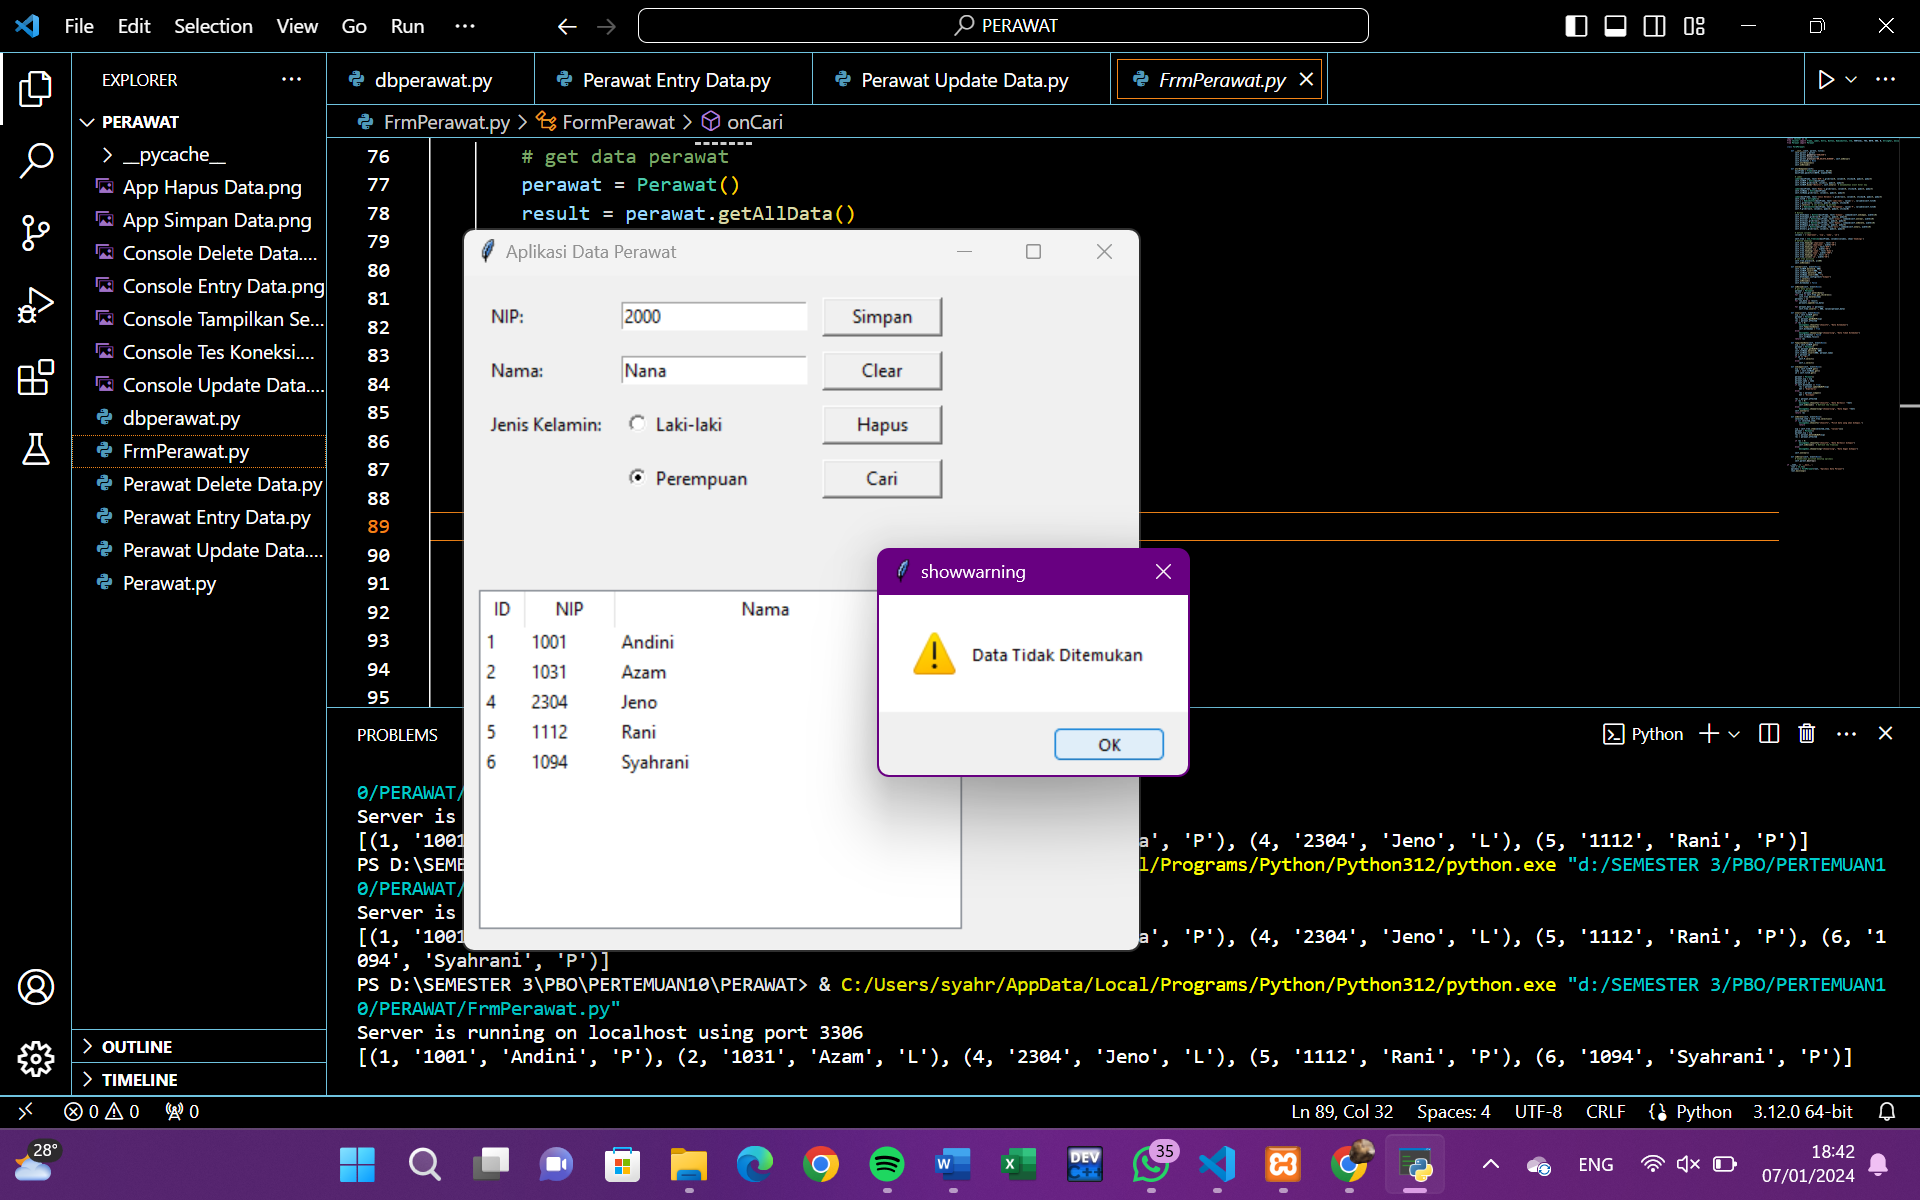 File Edit Selection View Go Run ···
PERAWAT
EXPLORER ···
dbperawat.py
Perawat Entry Data.py
Perawat Update Data.py
FrmPerawat.py
PERAWAT
__pycache__
App Hapus Data.png
App Simpan Data.png
Console Delete Data....
Console Entry Data.png
Console Tampilkan Se...
Console Tes Koneksi....
Console Update Data....
dbperawat.py
FrmPerawat.py
Perawat Delete Data.py
Perawat Entry Data.py
Perawat Update Data....
Perawat.py
OUTLINE
TIMELINE
FrmPerawat.py > FormPerawat > onCari
76 # get data perawat
77 perawat = Perawat()
78 result = perawat.getAllData()
79
80
81
82
83
84
85
86
87
88
89
90
91
92
93
94
95
Aplikasi Data Perawat
NIP: 2000 Simpan
Nama: Nana Clear
Jenis Kelamin: Laki-laki Hapus
Perempuan Cari
ID NIP Nama
1 1001 Andini
2 1031 Azam
4 2304 Jeno
5 1112 Rani
6 1094 Syahrani
showwarning
Data Tidak Ditemukan
OK
PROBLEMS
Python
0/PERAWAT/
Server is
[(1, '1001 a', 'P'), (4, '2304', 'Jeno', 'L'), (5, '1112', 'Rani', 'P')]
PS D:\SEME l/Programs/Python/Python312/python.exe "d:/SEMESTER 3/PBO/PERTEMUAN1
0/PERAWAT/
Server is
[(1, '1001 a', 'P'), (4, '2304', 'Jeno', 'L'), (5, '1112', 'Rani', 'P'), (6, '1
094', 'Syahrani', 'P')]
PS D:\SEMESTER 3\PBO\PERTEMUAN10\PERAWAT> & C:/Users/syahr/AppData/Local/Programs/Python/Python312/python.exe "d:/SEMESTER 3/PBO/PERTEMUAN1
0/PERAWAT/FrmPerawat.py"
Server is running on localhost using port 3306
[(1, '1001', 'Andini', 'P'), (2, '1031', 'Azam', 'L'), (4, '2304', 'Jeno', 'L'), (5, '1112', 'Rani', 'P'), (6, '1094', 'Syahrani', 'P')]
0 0 0
Ln 89, Col 32 Spaces: 4 UTF-8 CRLF Python 3.12.0 64-bit
28°
DEV C++
35
ENG
18:42
07/01/2024